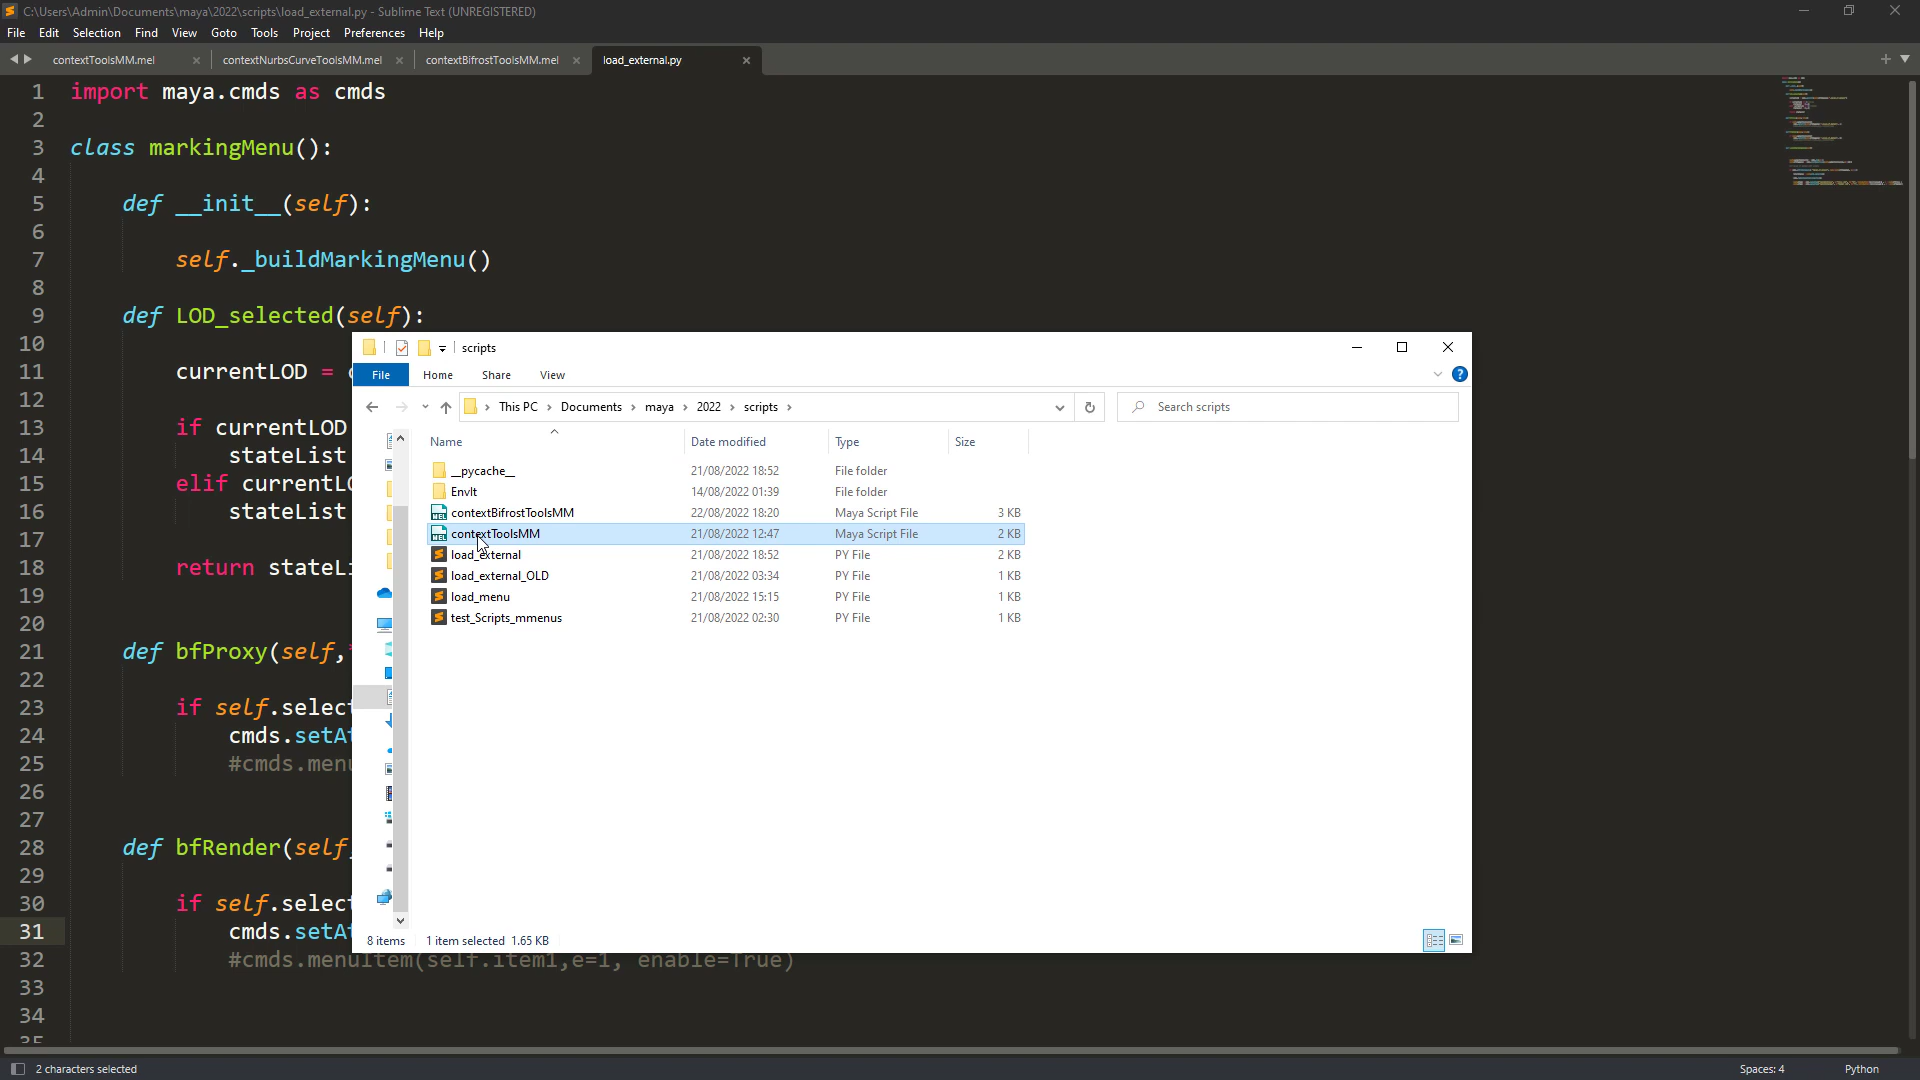 C:\Users\Admin\Documents\maya\2022\scripts\load_external.py - Sublime Text (UNREGISTERED)
File Edit Selection Find View Goto Tools Project Preferences Help
contextToolsMM.mel contextNurbsCurveToolsMM.mel contextBifrostToolsMM.mel load_external.py
1 import maya.cmds as cmds
2
3 class markingMenu():
4
5 def __init__(self):
6
7 self._buildMarkingMenu()
8
9 def LOD_selected(self):
10
11 currentLOD =
12
13 if currentLOD
14 stateList
15 elif currentLO
16 stateList
17
18 return stateLi
19
20
21 def bfProxy(self,
22
23 if self.select
24 cmds.setAt
25 #cmds.menu
26
27
28 def bfRender(self
29
30 if self.select
31 cmds.setAt
32 #cmds.menuItem(self.item1,e=1, enable=True)
33
34
35
scripts
File Home Share View
This PC Documents maya 2022 scripts
Search scripts
Name Date modified Type Size
__pycache__ 21/08/2022 18:52 File folder
EnvIt 14/08/2022 01:39 File folder
contextBifrostToolsMM 22/08/2022 18:20 Maya Script File 3 KB
contextToolsMM 21/08/2022 12:47 Maya Script File 2 KB
load_external 21/08/2022 18:52 PY File 2 KB
load_external_OLD 21/08/2022 03:34 PY File 1 KB
load_menu 21/08/2022 15:15 PY File 1 KB
test_Scripts_mmenus 21/08/2022 02:30 PY File 1 KB
8 items 1 item selected 1.65 KB
2 characters selected
Spaces: 4 Python